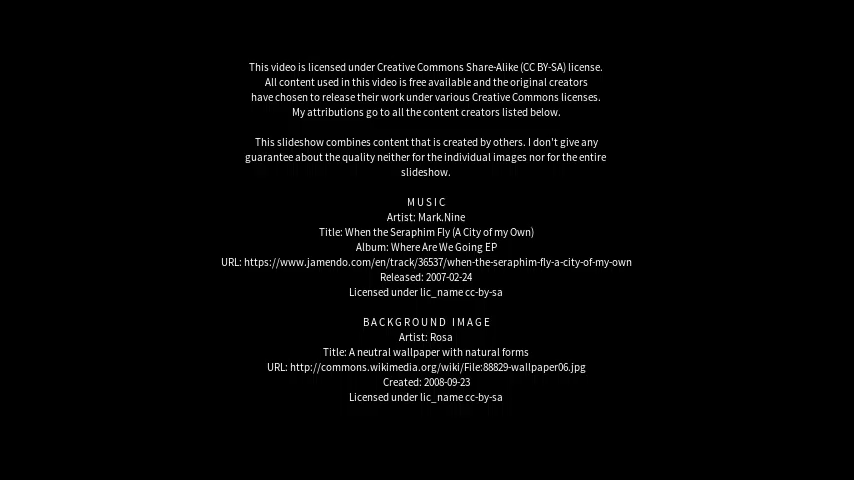 This video is licensed under Creative Commons Share-Alike (CC BY-SA) license.
All content used in this video is free available and the original creators
have chosen to release their work under various Creative Commons licenses.
My attributions go to all the content creators listed below.
This slideshow combines content that is created by others. I don't give any
guarantee about the quality neither for the individual images nor for the entire
slideshow.
MUSIC
Artist: Mark.Nine
Title: When the Seraphim Fly (A City of my Own)
Album: Where Are We Going EP
URL: https://www.jamendo.com/en/track/36537/when-the-seraphim-fly-a-city-of-my-own
Released: 2007-02-24
Licensed under lic_name cc-by-sa
BACKGROUND IMAGE
Artist: Rosa
Title: A neutral wallpaper with natural forms
URL: http://commons.wikimedia.org/wiki/File:88829-wallpaper06.jpg
Created: 2008-09-23
Licensed under lic_name cc-by-sa